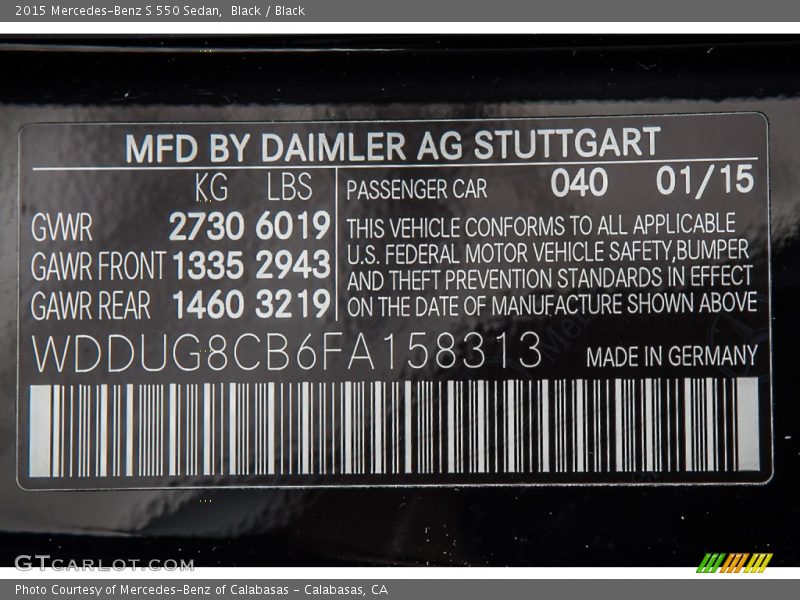 2015 Mercedes-Benz S 550 Sedan, Black / Black
MFD BY DAIMLER AG STUTTGART
KG LBS PASSENGER CAR 040 01/15
GVWR 2730 6019 THIS VEHICLE CONFORMS TO ALL APPLICABLE
U.S. FEDERAL MOTOR VEHICLE SAFETY,BUMPER
GAWR FRONT 1335 2943 AND THEFT PREVENTION STANDARDS IN EFFECT
GAWR REAR 1460 3219 ON THE DATE OF MANUFACTURE SHOWN ABOVE
WDDUG8CB6FA158313 MADE IN GERMANY
GTCARLOT.COM
Photo Courtesy of Mercedes-Benz of Calabasas - Calabasas, CA